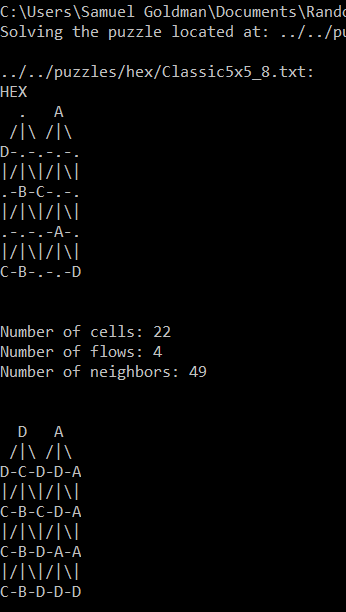 C:\Users\Samuel Goldman\Documents\Rando
Solving the puzzle located at: ../../pu
../../puzzles/hex/Classic5x5_8.txt:
HEX
  .   A
 /|\ /|\
D-.-.-.-.
|/|\|/|\|
.-B-C-.-.
|/|\|/|\|
.-.-.-A-.
|/|\|/|\|
C-B-.-.-D
Number of cells: 22
Number of flows: 4
Number of neighbors: 49
  D   A
 /|\ /|\
D-C-D-D-A
|/|\|/|\|
C-B-C-D-A
|/|\|/|\|
C-B-D-A-A
|/|\|/|\|
C-B-D-D-D